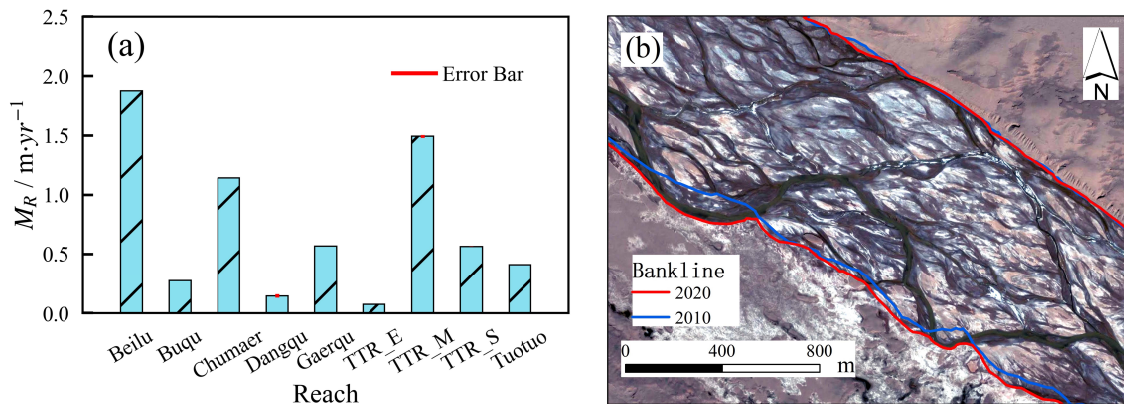 (a)
Error Bar
M_R / m·yr⁻¹
2.5
2.0
1.5
1.0
0.5
0.0
Beilu
Buqu
Chumaer
Dangqu
Gaerqu
TTR_E
TTR_M
TTR_S
Tuotuo
Reach
(b)
N
Bankline
2020
2010
0 400 800 m